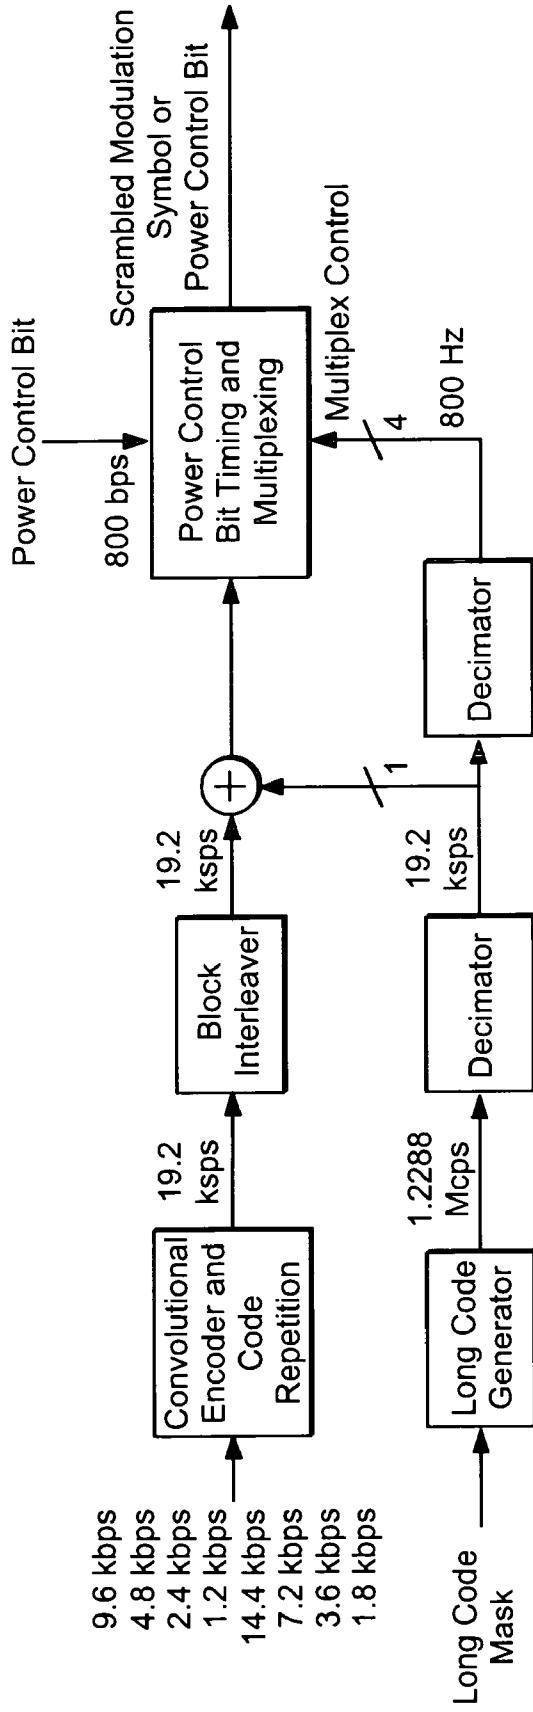 9.6 kbps
4.8 kbps
2.4 kbps
1.2 kbps
14.4 kbps
7.2 kbps
3.6 kbps
1.8 kbps
Convolutional
Encoder and
Code
Repetition
19.2
ksps
Block
Interleaver
19.2
ksps
+
Power Control Bit
800 bps
Power Control
Bit Timing and
Multiplexing
Scrambled Modulation
Symbol or
Power Control Bit
Multiplex Control
Long Code
Mask
Long Code
Generator
1.2288
Mcps
Decimator
19.2
ksps
1
Decimator
4
800 Hz